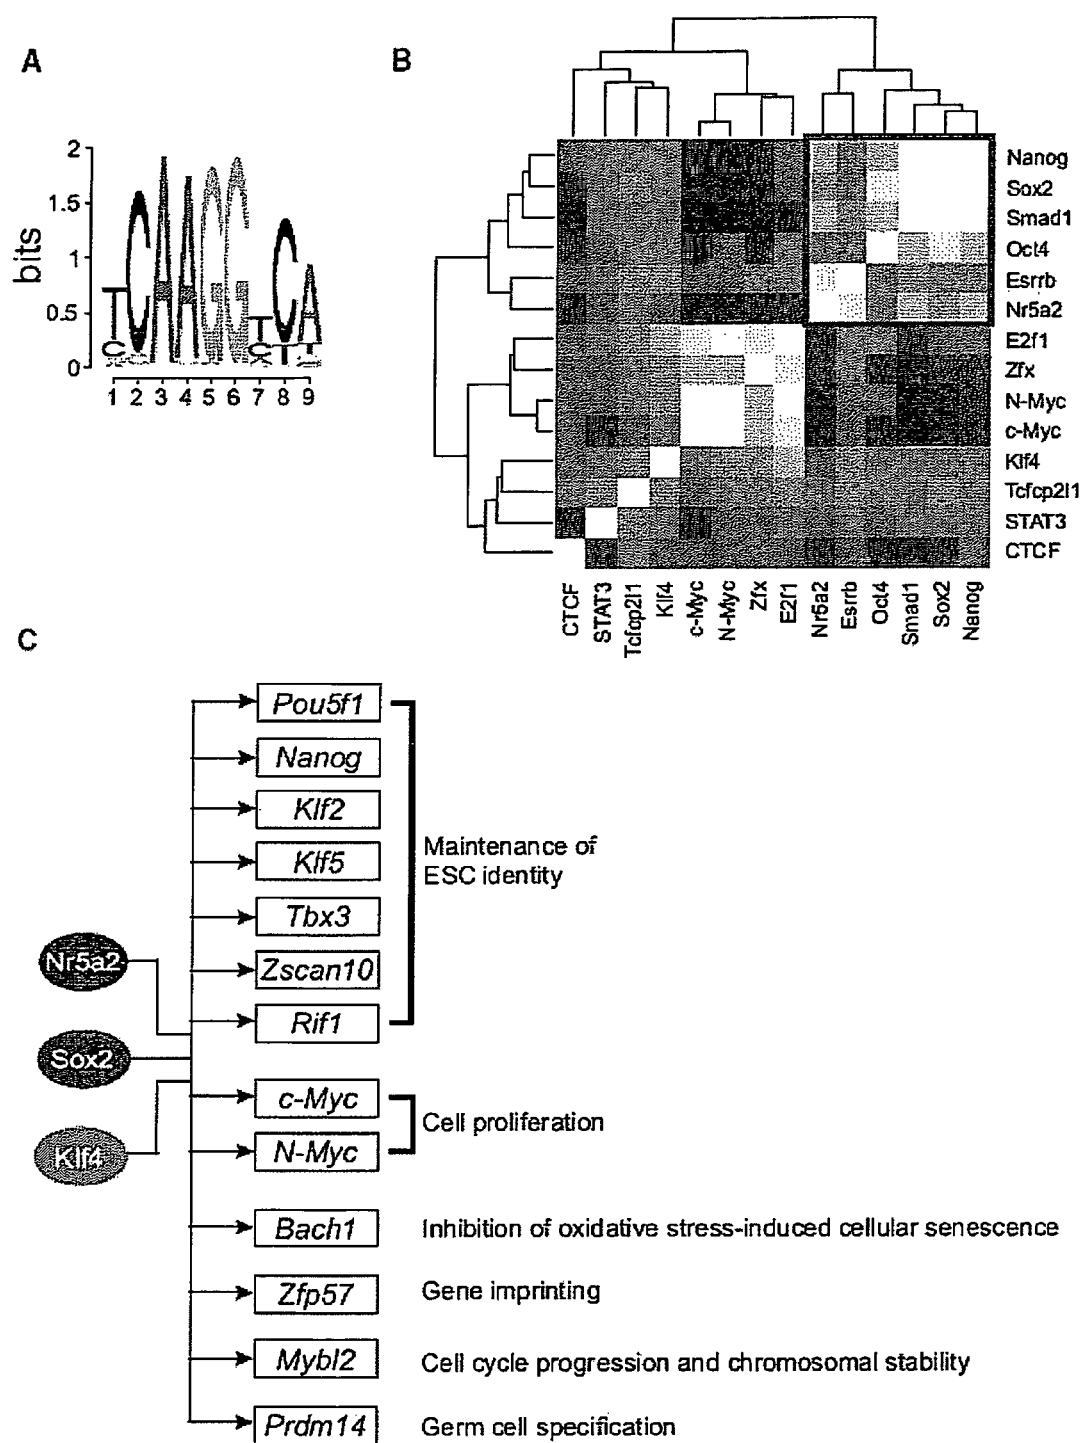 A
bits
2
1.5
1
0.5
0
TCAAGGTCA
C C T T
1 2 3 4 5 6 7 8 9
B
Nanog
Sox2
Smad1
Oct4
Esrrb
Nr5a2
E2f1
Zfx
N-Myc
c-Myc
Klf4
Tcfcp2l1
STAT3
CTCF
CTCF
STAT3
Tcfcp2l1
Klf4
c-Myc
N-Myc
Zfx
E2f1
Nr5a2
Esrrb
Oct4
Smad1
Sox2
Nanog
C
Nr5a2
Sox2
Klf4
Pou5f1
Nanog
Klf2
Klf5
Tbx3
Zscan10
Rif1
Maintenance of
ESC identity
c-Myc
N-Myc
Cell proliferation
Bach1 Inhibition of oxidative stress-induced cellular senescence
Zfp57 Gene imprinting
Mybl2 Cell cycle progression and chromosomal stability
Prdm14 Germ cell specification